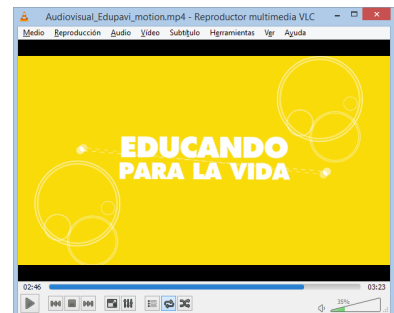 Audiovisual_Edupavi_motion.mp4 - Reproductor multimedia VLC
Medio Reproducción Audio Vídeo Subtítulo Herramientas Ver Ayuda
EDUCANDO
PARA LA VIDA
02:46 03:23
35%